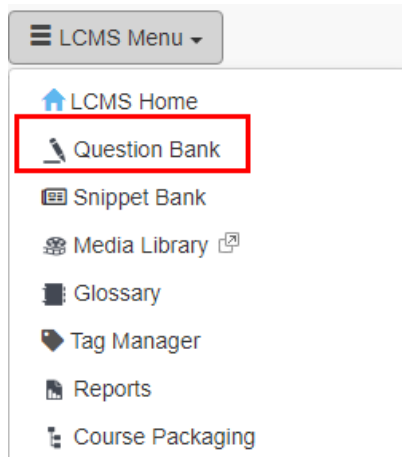 LCMS Menu
LCMS Home
Question Bank
Snippet Bank
Media Library
Glossary
Tag Manager
Reports
Course Packaging